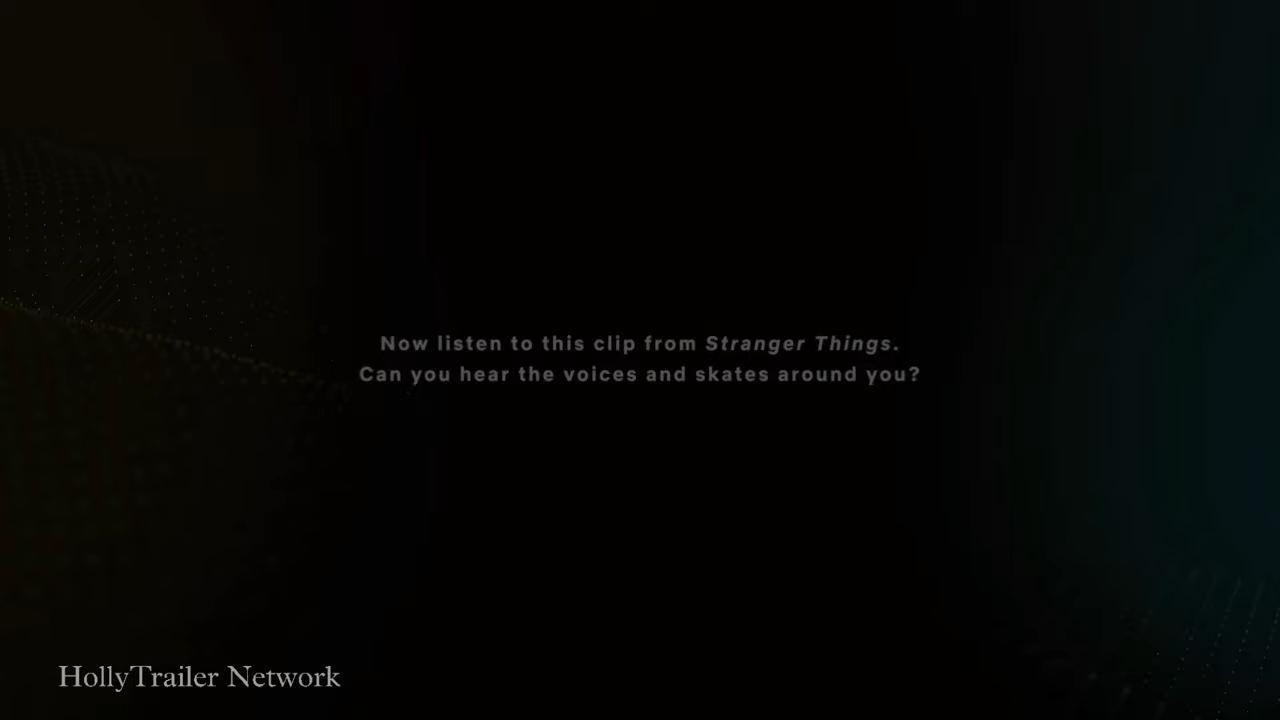 Now listen to this clip from Stranger Things.
Can you hear the voices and skates around you?
HollyTrailer Network